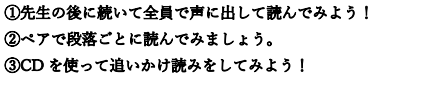 ①先生の後に続いて全員で声に出して読んでみよう！
②ペアで段落ごとに読んでみましょう。
③CDを使って追いかけ読みをしてみよう！